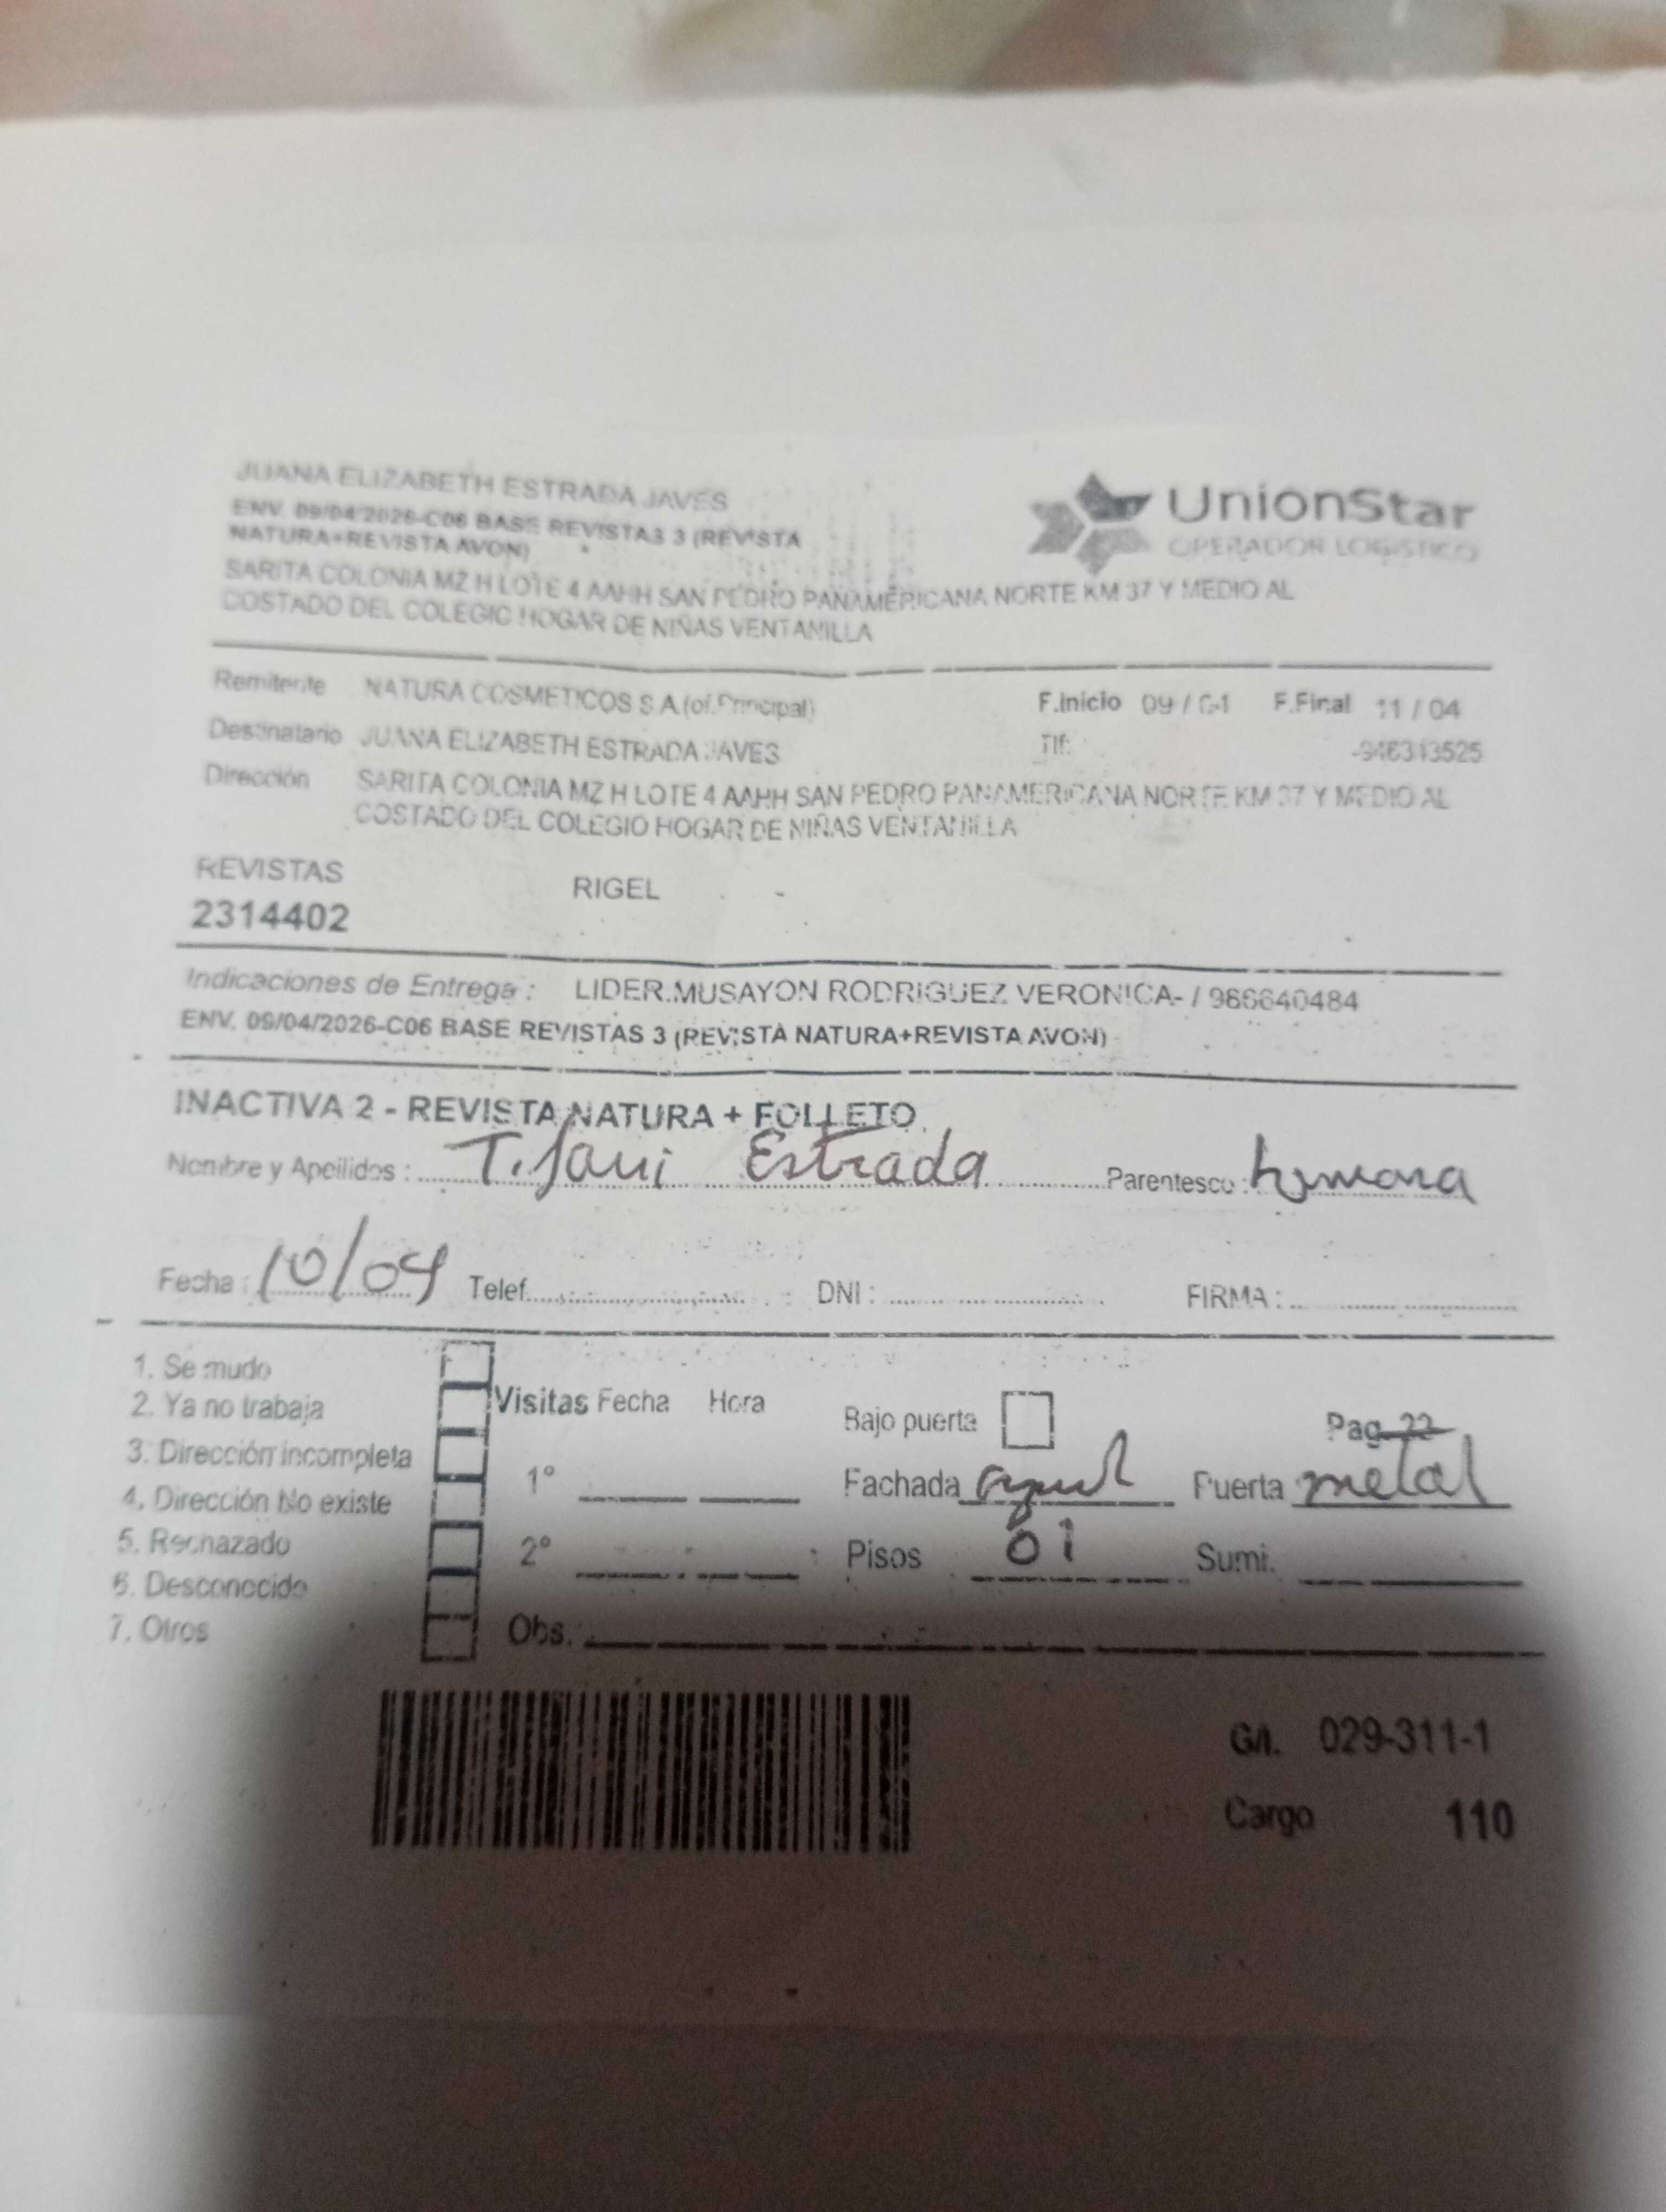 JUANA ELIZABETH ESTRADA JAVES
ENV. 09/04/2026-C06 BASE REVISTAS 3 (REVISTA
NATURA+REVISTA AVON)
UnionStar
OPERADOR LOGISTICO
SARITA COLONIA MZ H LOTE 4 AAHH SAN PEDRO PANAMERICANA NORTE KM 37 Y MEDIO AL
COSTADO DEL COLEGIO HOGAR DE NIÑAS VENTANILLA
Remitente NATURA COSMETICOS S.A.(of.Principal) F.Inicio 09 / 04 F.Final 11 / 04
Destinatario JUANA ELIZABETH ESTRADA JAVES Tlf: -946313525
Dirección SARITA COLONIA MZ H LOTE 4 AAHH SAN PEDRO PANAMERICANA NORTE KM 37 Y MEDIO AL
COSTADO DEL COLEGIO HOGAR DE NIÑAS VENTANILLA
REVISTAS RIGEL
2314402
Indicaciones de Entrega : LIDER.MUSAYON RODRIGUEZ VERONICA- / 966640484
ENV. 09/04/2026-C06 BASE REVISTAS 3 (REVISTA NATURA+REVISTA AVON)
INACTIVA 2 - REVISTA NATURA + FOLLETO
Nombre y Apellidos : Tifani Estrada Parentesco :
Fecha : 10/04 Telef. DNI : FIRMA :
1. Se mudo
2. Ya no trabaja
3. Dirección incompleta
4. Dirección No existe
5. Rechazado
6. Desconocido
7. Otros
Visitas Fecha Hora Bajo puerta Pag 22
1° Fachada azul Puerta metal
2° Pisos 01 Sumi.
Obs.
G/I. 029-311-1
Cargo 110